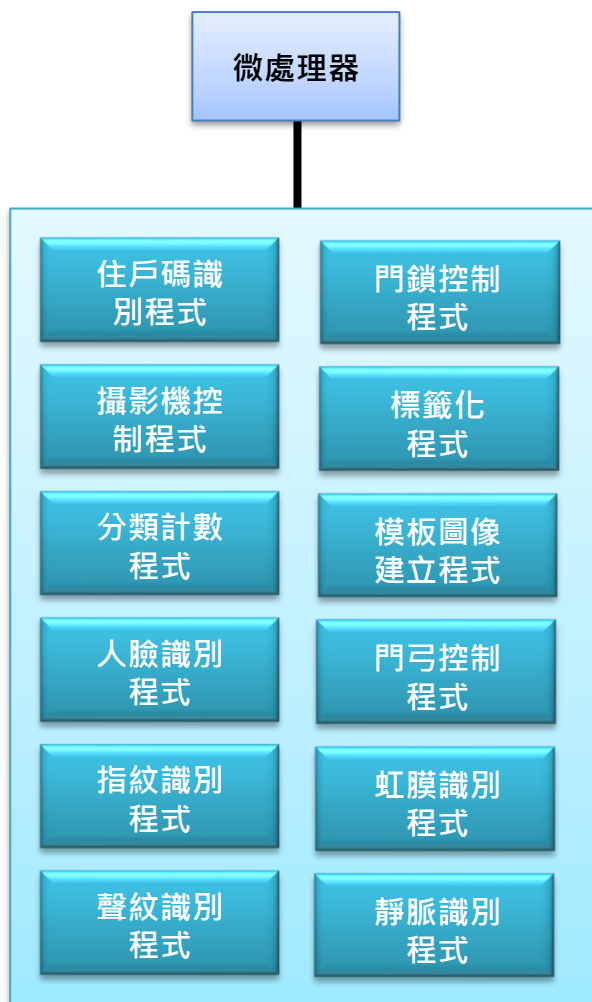 微處理器
住戶碼識
別程式
門鎖控制
程式
攝影機控
制程式
標籤化
程式
分類計數
程式
模板圖像
建立程式
人臉識別
程式
門弓控制
程式
指紋識別
程式
虹膜識別
程式
聲紋識別
程式
靜脈識別
程式